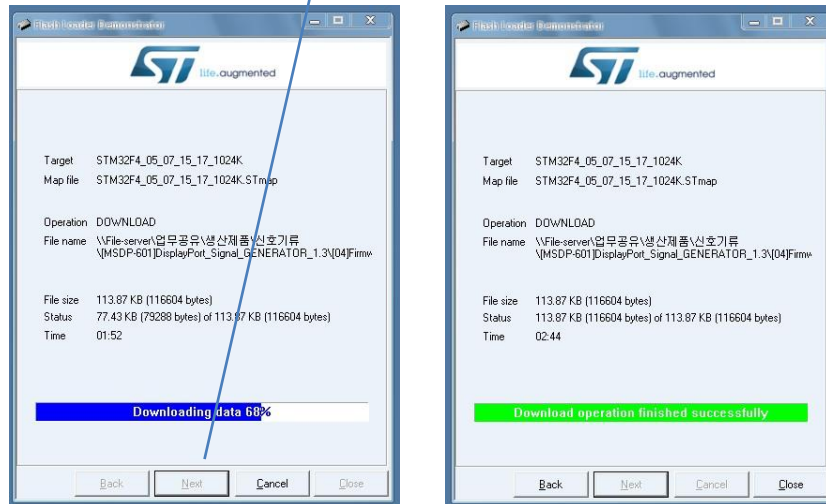 Flash Loader Demonstrator
life.augmented
Target STM32F4_05_07_15_17_1024K
Map file STM32F4_05_07_15_17_1024K.STmap
Operation DOWNLOAD
File name \\File-server\업무공유\생산제품\신호기류
\[MSDP-601]DisplayPort_Signal_GENERATOR_1.3\[04]Firmw
File size 113.87 KB (116604 bytes)
Status 77.43 KB (79288 bytes) of 113.87 KB (116604 bytes)
Time 01:52
Downloading data 68%
Back Next Cancel Close
Flash Loader Demonstrator
life.augmented
Target STM32F4_05_07_15_17_1024K
Map file STM32F4_05_07_15_17_1024K.STmap
Operation DOWNLOAD
File name \\File-server\업무공유\생산제품\신호기류
\[MSDP-601]DisplayPort_Signal_GENERATOR_1.3\[04]Firmw
File size 113.87 KB (116604 bytes)
Status 113.87 KB (116604 bytes) of 113.87 KB (116604 bytes)
Time 02:44
Download operation finished successfully
Back Next Cancel Close